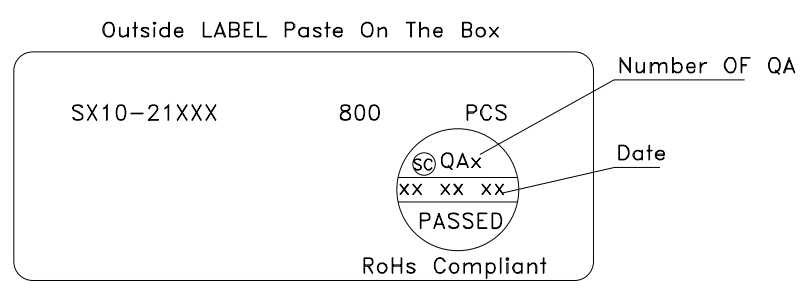 Outside LABEL Paste On The Box
Number OF QA
SX10-21XXX 800 PCS
SC QAx
Date
xx xx xx
PASSED
RoHs Compliant